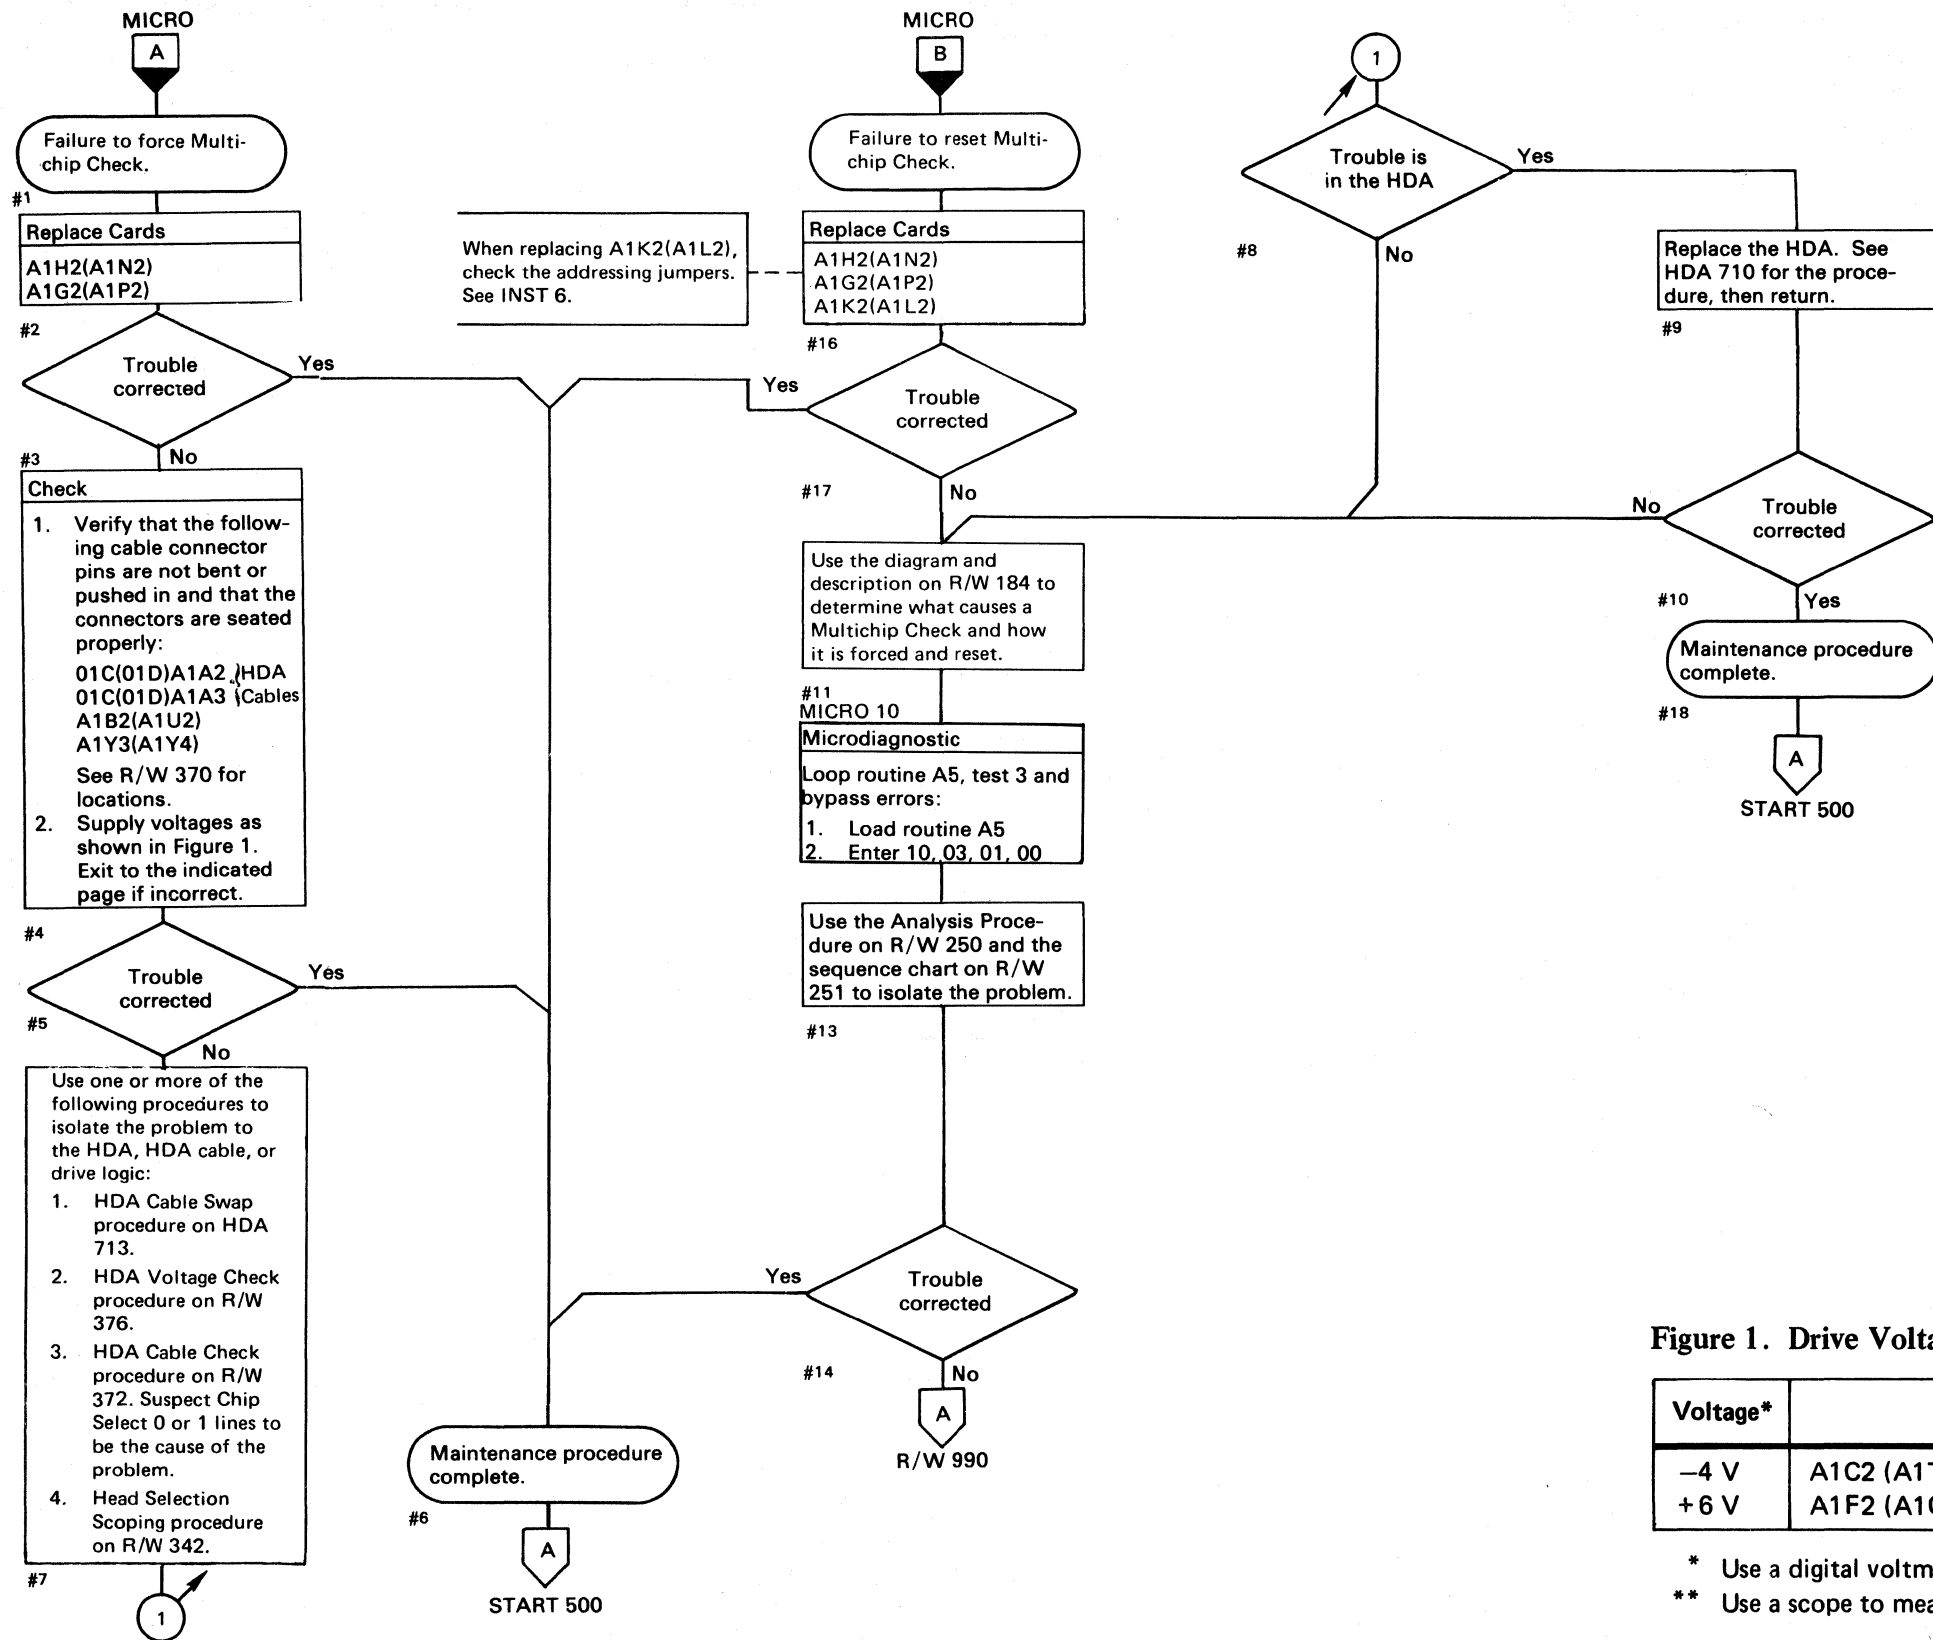 MICRO
A
Failure to force Multi-
chip Check.
#1
Replace Cards
A1H2(A1N2)
A1G2(A1P2)
#2
Trouble
corrected
Yes
No
#3
Check
1. Verify that the follow-
ing cable connector
pins are not bent or
pushed in and that the
connectors are seated
properly:
01C(01D)A1A2 HDA
01C(01D)A1A3 Cables
A1B2(A1U2)
A1Y3(A1Y4)
See R/W 370 for
locations.
2. Supply voltages as
shown in Figure 1.
Exit to the indicated
page if incorrect.
#4
Trouble
corrected
Yes
#5
No
Use one or more of the
following procedures to
isolate the problem to
the HDA, HDA cable, or
drive logic:
1. HDA Cable Swap
procedure on HDA
713.
2. HDA Voltage Check
procedure on R/W
376.
3. HDA Cable Check
procedure on R/W
372. Suspect Chip
Select 0 or 1 lines to
be the cause of the
problem.
4. Head Selection
Scoping procedure
on R/W 342.
#7
1
When replacing A1K2(A1L2),
check the addressing jumpers.
See INST 6.
Maintenance procedure
complete.
#6
A
START 500
MICRO
B
Failure to reset Multi-
chip Check.
Replace Cards
A1H2(A1N2)
A1G2(A1P2)
A1K2(A1L2)
#16
Yes
Trouble
corrected
#17
No
Use the diagram and
description on R/W 184 to
determine what causes a
Multichip Check and how
it is forced and reset.
#11
MICRO 10
Microdiagnostic
Loop routine A5, test 3 and
bypass errors:
1. Load routine A5
2. Enter 10, 03, 01, 00
Use the Analysis Proce-
dure on R/W 250 and the
sequence chart on R/W
251 to isolate the problem.
#13
Yes
Trouble
corrected
#14
No
A
R/W 990
1
Trouble is
in the HDA
Yes
#8
No
Replace the HDA. See
HDA 710 for the proce-
dure, then return.
#9
No
Trouble
corrected
#10
Yes
Maintenance procedure
complete.
#18
A
START 500
Figure 1. Drive Volta
Voltage*
–4 V A1C2 (A1
+6 V A1F2 (A1
* Use a digital voltm
** Use a scope to mea